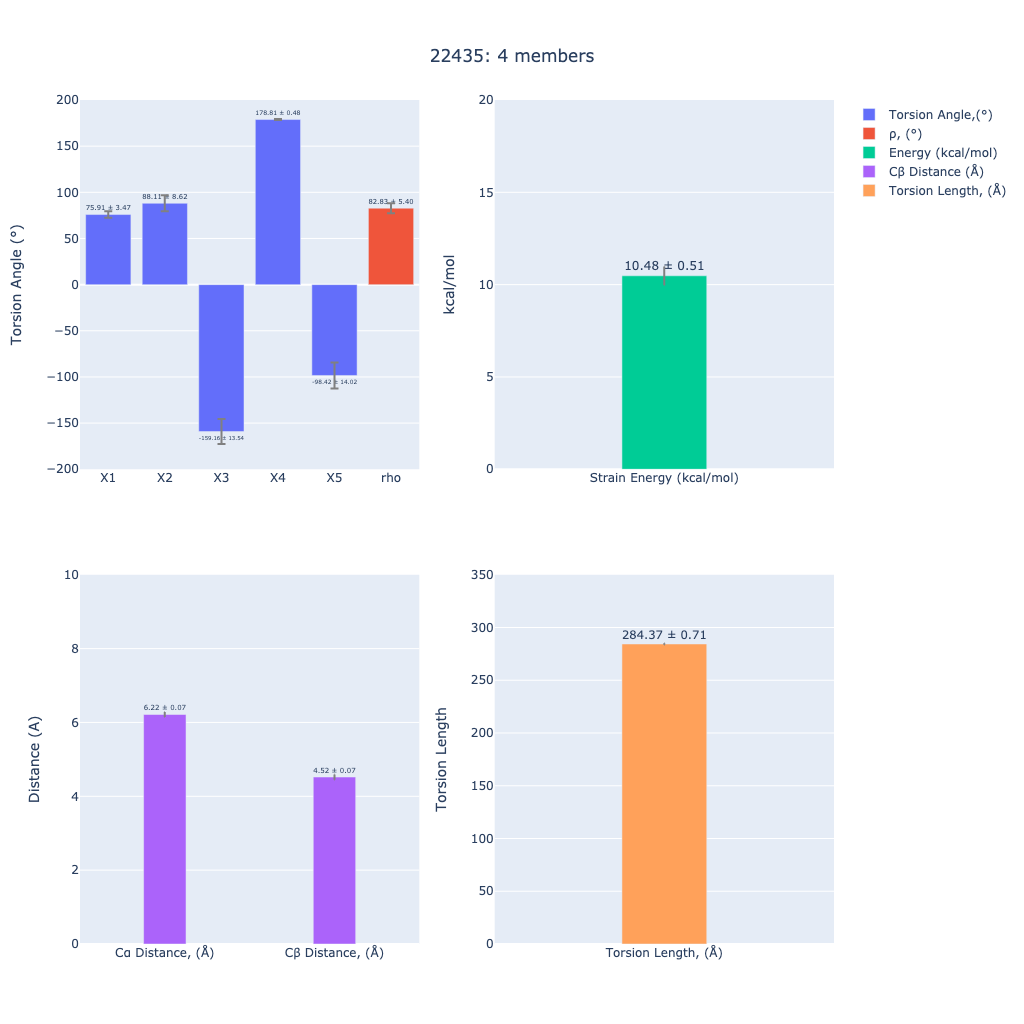 22435: 4 members
Torsion Angle (°)
200
150
100
50
0
−50
−100
−150
−200
75.91 ± 3.47
88.11 ± 8.62
-159.16 ± 13.54
178.81 ± 0.48
-98.42 ± 14.02
82.83 ± 5.40
X1 X2 X3 X4 X5 rho
kcal/mol
20
15
10
5
0
10.48 ± 0.51
Strain Energy (kcal/mol)
Torsion Angle,(°)
ρ, (°)
Energy (kcal/mol)
Cβ Distance (Å)
Torsion Length, (Å)
Distance (A)
10
8
6
4
2
0
6.22 ± 0.07
4.52 ± 0.07
Cα Distance, (Å) Cβ Distance, (Å)
Torsion Length
350
300
250
200
150
100
50
0
284.37 ± 0.71
Torsion Length, (Å)